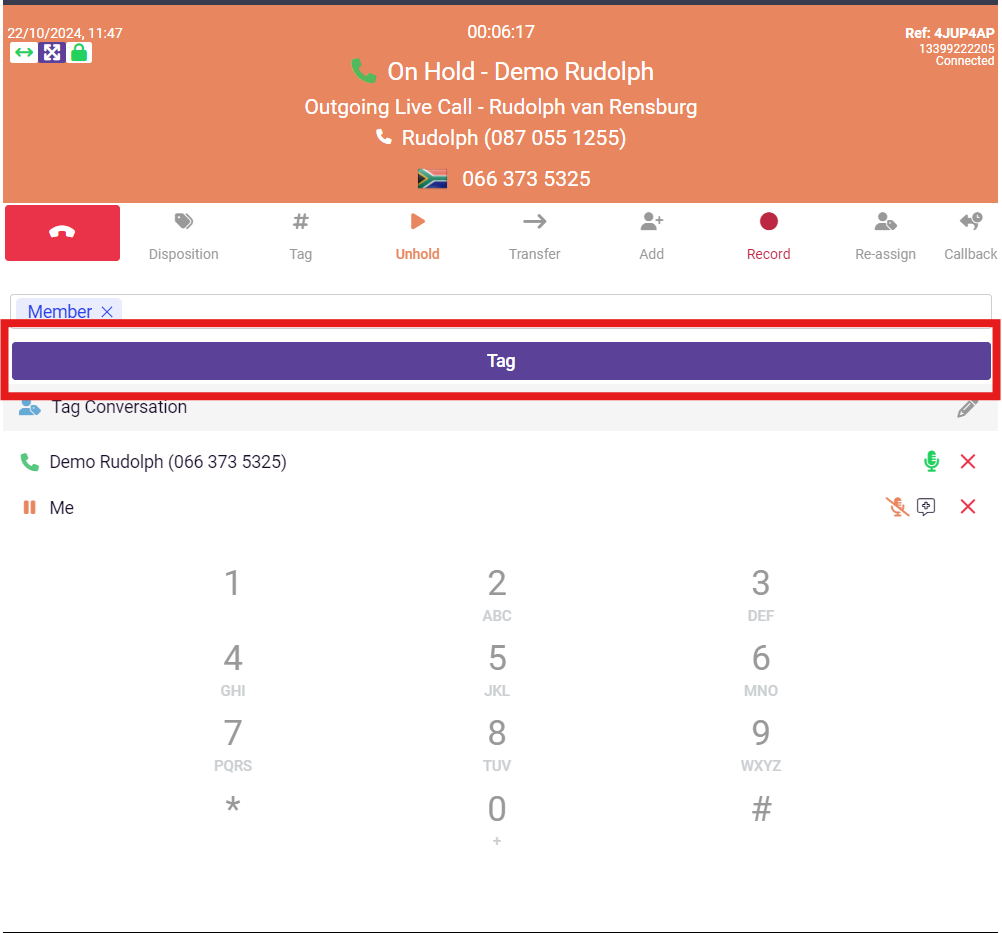 22/10/2024, 11:47
00:06:17
Ref: 4JUP4AP
13399222205
Connected
On Hold - Demo Rudolph
Outgoing Live Call - Rudolph van Rensburg
Rudolph (087 055 1255)
066 373 5325
Disposition
Tag
Unhold
Transfer
Add
Record
Re-assign
Callback
Member
Tag
Tag Conversation
Demo Rudolph (066 373 5325)
Me
1
2
ABC
3
DEF
4
GHI
5
JKL
6
MNO
7
PQRS
8
TUV
9
WXYZ
*
0
+
#